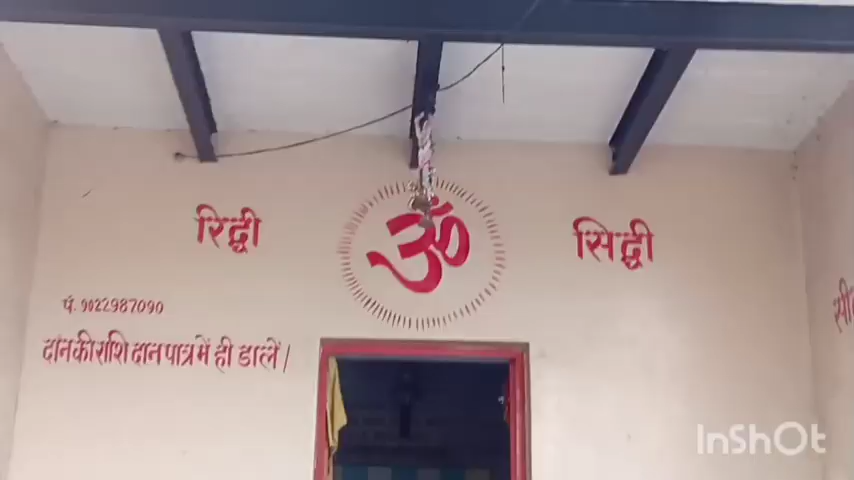 रिद्धी
ॐ
सिद्धी
पं. 9022987090
दान की राशि दान पात्र में ही डालें।
सी
InShOt